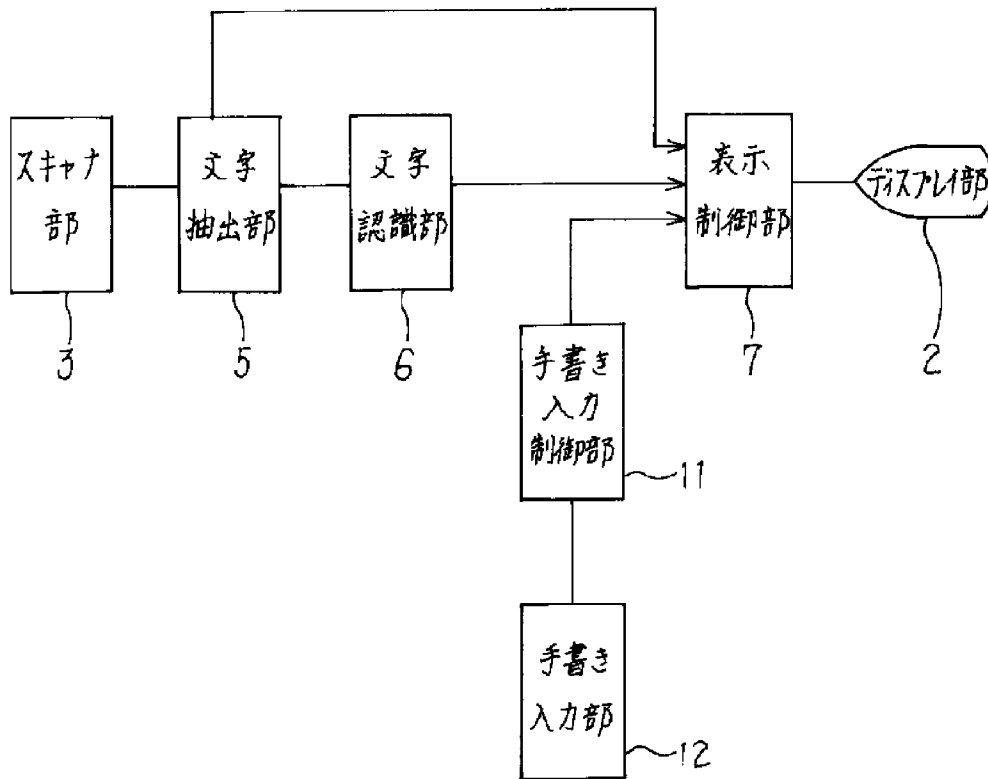 スキャナ
部
文字
抽出部
文字
認識部
表示
制御部
ディスプレイ部
3
5
6
7
2
手書き
入力
制御部
11
手書き
入力部
12